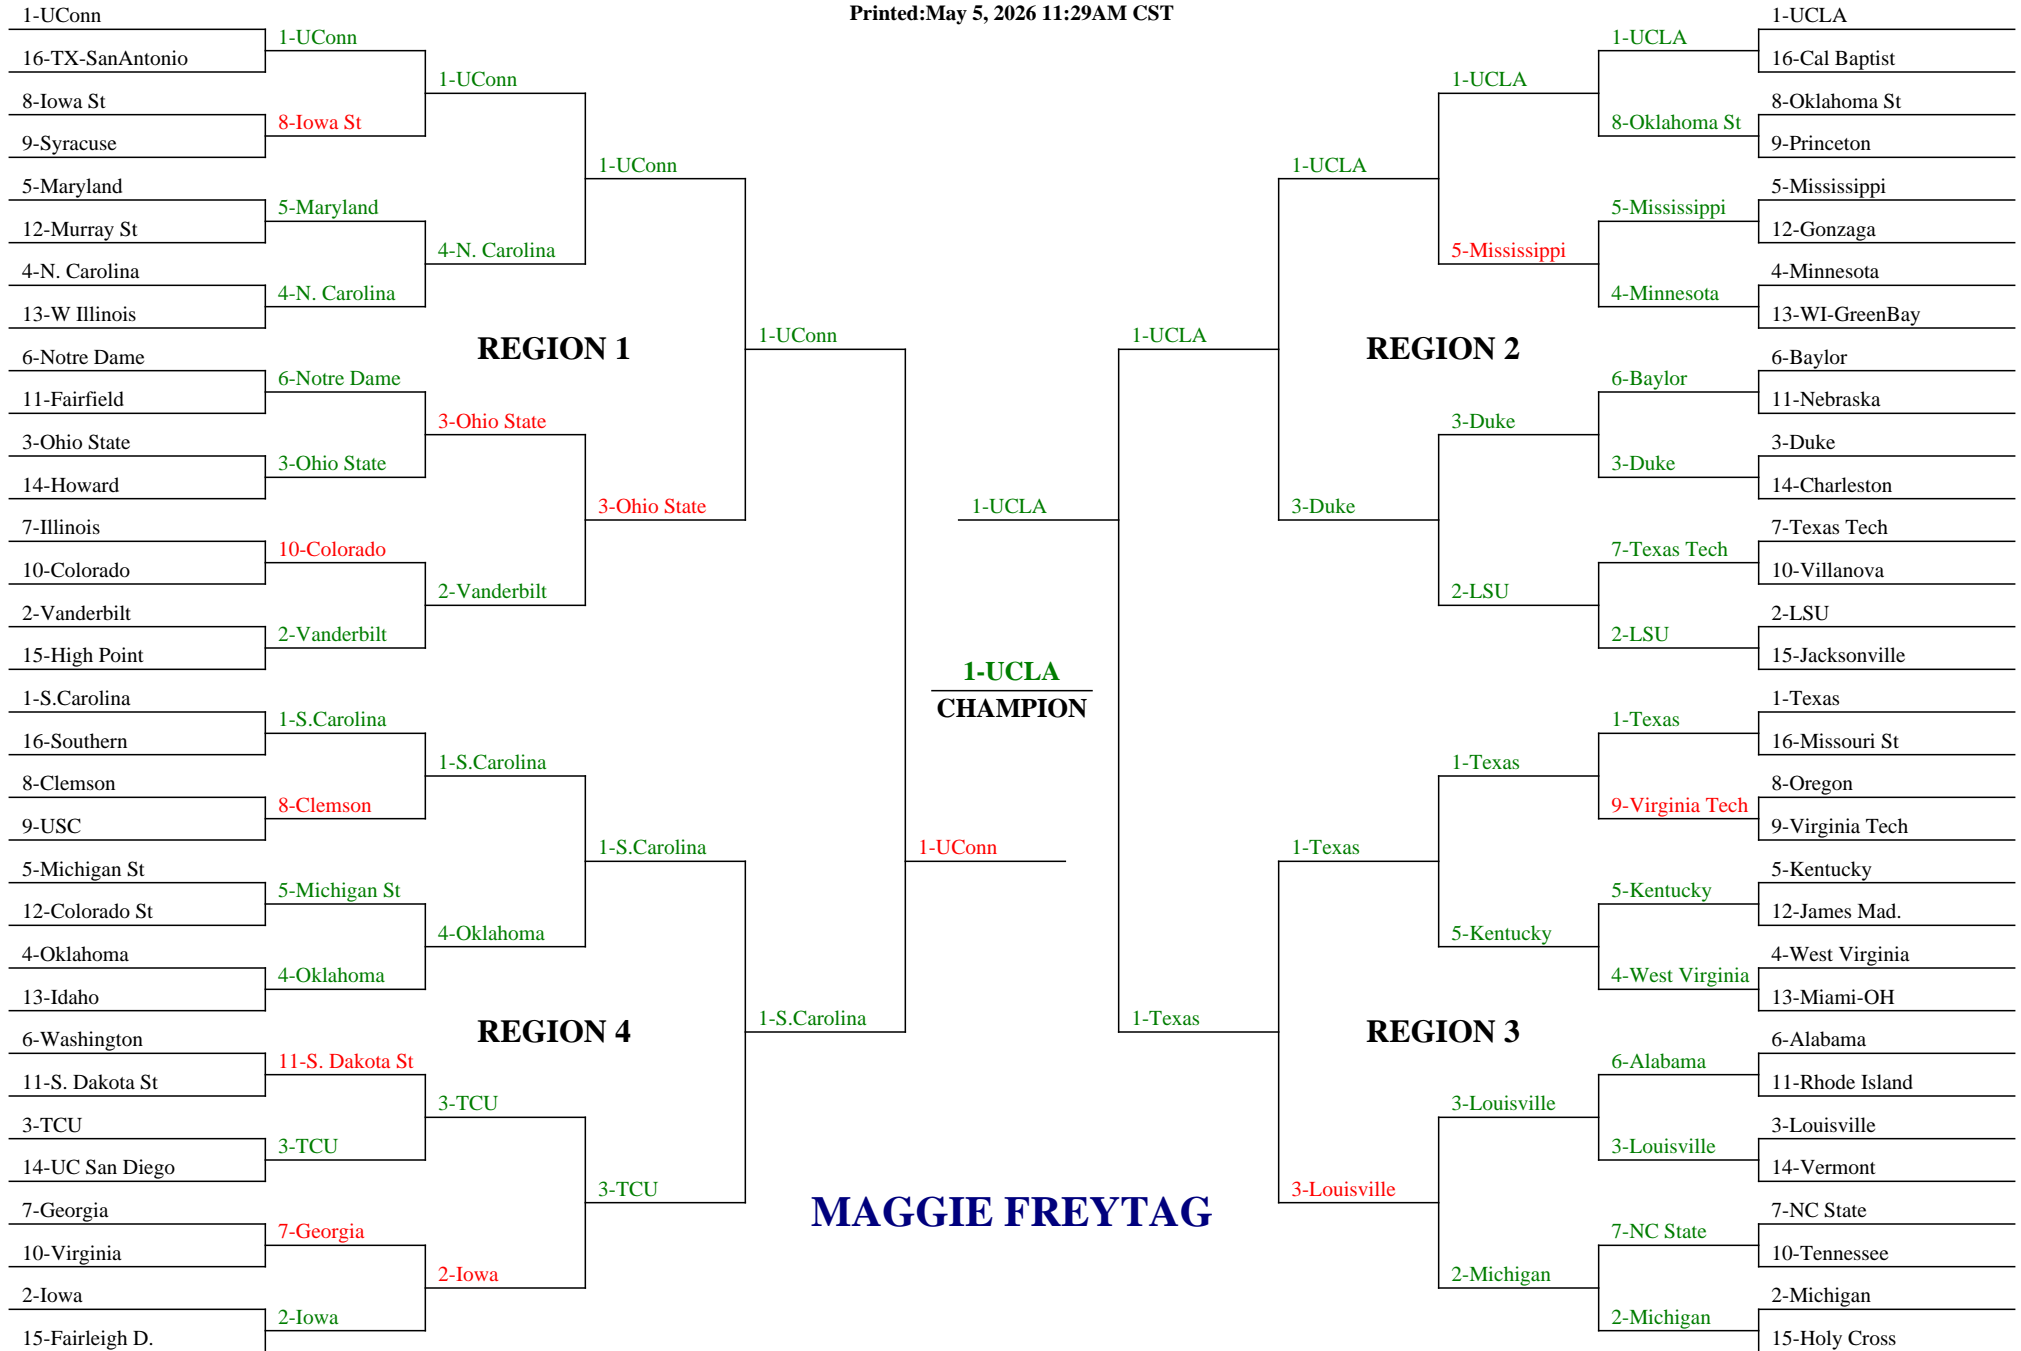 Printed:May 5, 2026 11:29AM CST
1-UConn
16-TX-SanAntonio
8-Iowa St
9-Syracuse
5-Maryland
12-Murray St
4-N. Carolina
13-W Illinois
6-Notre Dame
11-Fairfield
3-Ohio State
14-Howard
7-Illinois
10-Colorado
2-Vanderbilt
15-High Point
1-S.Carolina
16-Southern
8-Clemson
9-USC
5-Michigan St
12-Colorado St
4-Oklahoma
13-Idaho
6-Washington
11-S. Dakota St
3-TCU
14-UC San Diego
7-Georgia
10-Virginia
2-Iowa
15-Fairleigh D.
1-UConn
8-Iowa St
5-Maryland
4-N. Carolina
6-Notre Dame
3-Ohio State
10-Colorado
2-Vanderbilt
1-S.Carolina
8-Clemson
5-Michigan St
4-Oklahoma
11-S. Dakota St
3-TCU
7-Georgia
2-Iowa
1-UConn
4-N. Carolina
REGION 1
3-Ohio State
2-Vanderbilt
1-S.Carolina
4-Oklahoma
REGION 4
3-TCU
2-Iowa
1-UConn
3-Ohio State
1-S.Carolina
3-TCU
1-UConn
1-S.Carolina
1-UConn
1-UCLA
1-UCLA
CHAMPION
MAGGIE FREYTAG
1-UCLA
1-Texas
1-UCLA
3-Duke
1-Texas
3-Louisville
1-UCLA
5-Mississippi
REGION 2
3-Duke
2-LSU
1-Texas
5-Kentucky
REGION 3
3-Louisville
2-Michigan
1-UCLA
8-Oklahoma St
5-Mississippi
4-Minnesota
6-Baylor
3-Duke
7-Texas Tech
2-LSU
1-Texas
9-Virginia Tech
5-Kentucky
4-West Virginia
6-Alabama
3-Louisville
7-NC State
2-Michigan
1-UCLA
16-Cal Baptist
8-Oklahoma St
9-Princeton
5-Mississippi
12-Gonzaga
4-Minnesota
13-WI-GreenBay
6-Baylor
11-Nebraska
3-Duke
14-Charleston
7-Texas Tech
10-Villanova
2-LSU
15-Jacksonville
1-Texas
16-Missouri St
8-Oregon
9-Virginia Tech
5-Kentucky
12-James Mad.
4-West Virginia
13-Miami-OH
6-Alabama
11-Rhode Island
3-Louisville
14-Vermont
7-NC State
10-Tennessee
2-Michigan
15-Holy Cross